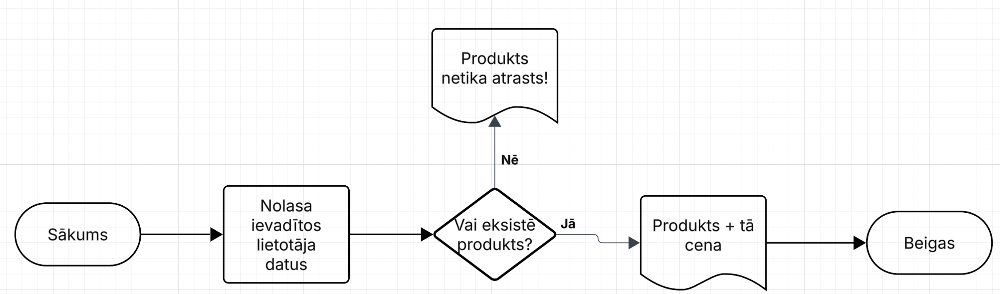 Produkts
netika atrasts!
Nē
Sākums
Nolasa
ievadītos
lietotāja
datus
Vai eksistē
produkts?
Jā
Produkts + tā
cena
Beigas